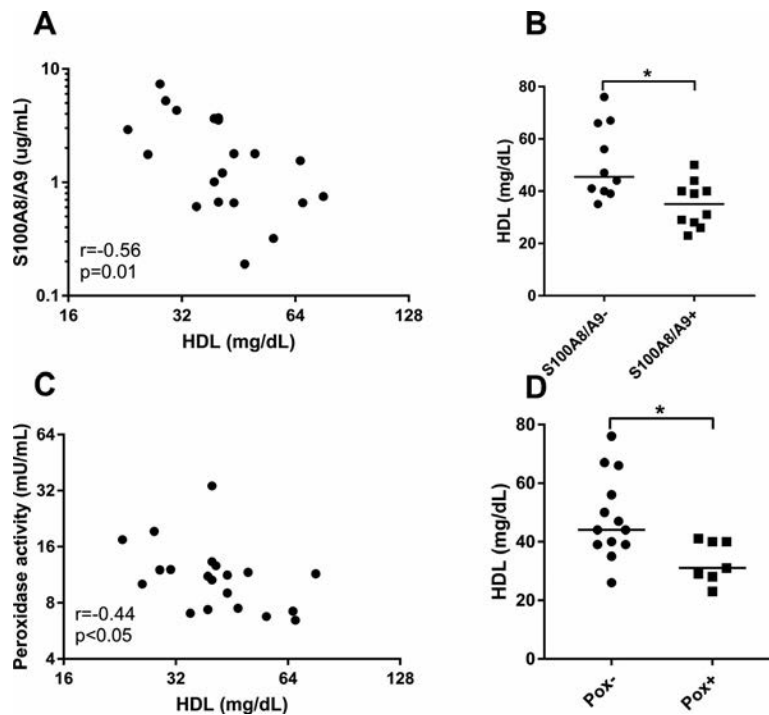 A
S100A8/A9 (ug/mL)
10
1
0.1
r=-0.56
p=0.01
16 32 64 128
HDL (mg/dL)
B
*
HDL (mg/dL)
80
60
40
20
0
S100A8/A9-
S100A8/A9+
C
Peroxidase activity (mU/mL)
64
32
16
8
4
r=-0.44
p<0.05
16 32 64 128
HDL (mg/dL)
D
*
HDL (mg/dL)
80
60
40
20
0
Pox-
Pox+